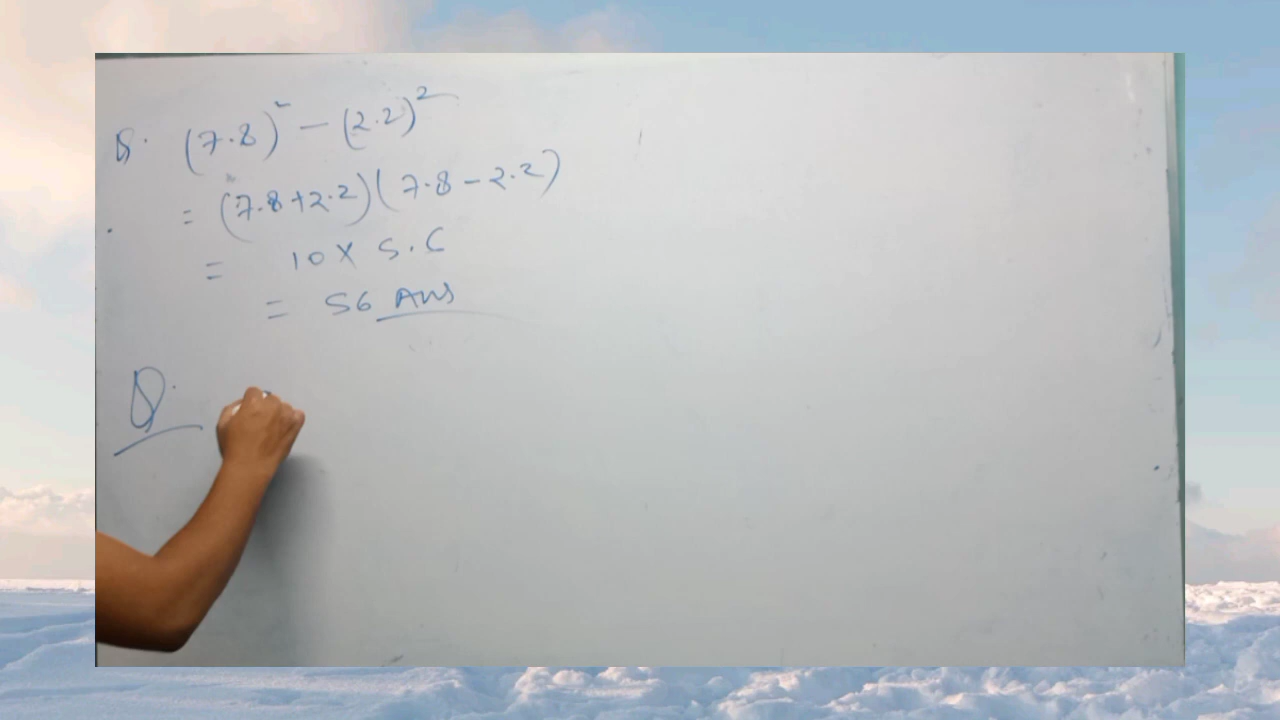 Q. (7.8)² - (2.2)²
= (7.8+2.2)(7.8-2.2)
= 10 x 5.6
= 56 Ans
Q.